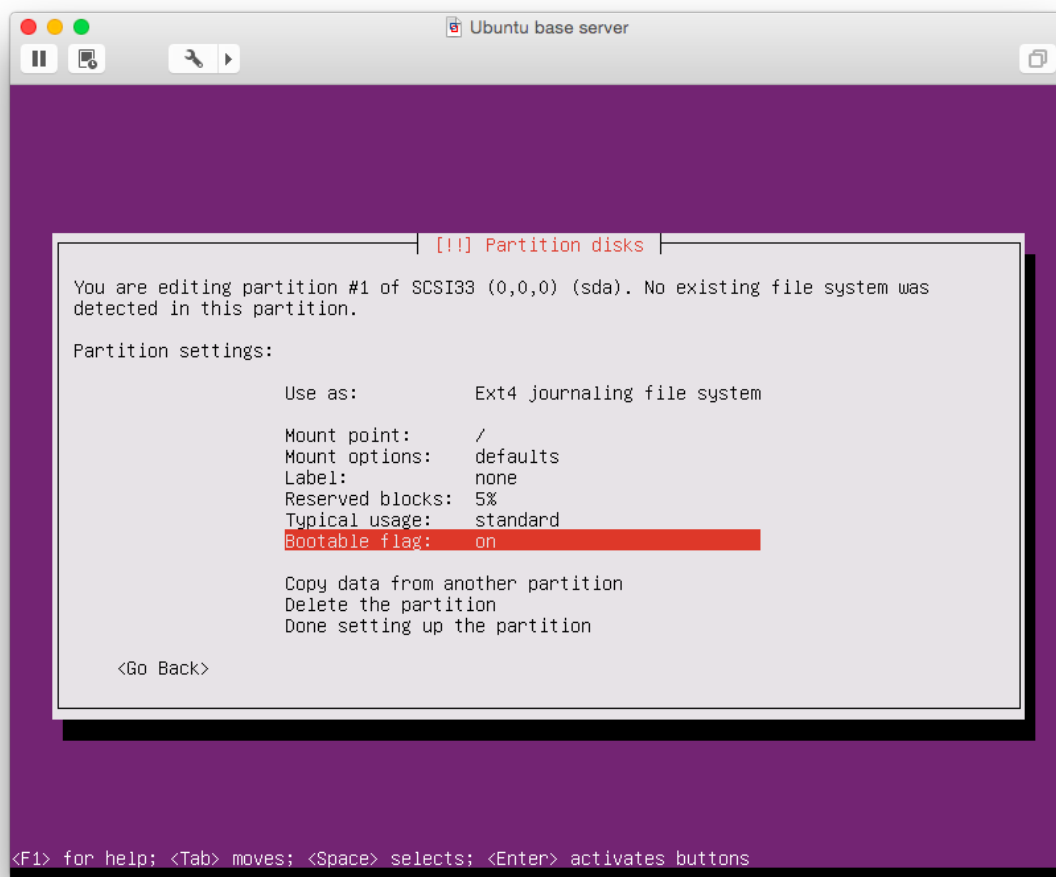 Ubuntu base server
[!!] Partition disks
You are editing partition #1 of SCSI33 (0,0,0) (sda). No existing file system was
detected in this partition.
Partition settings:
Use as: Ext4 journaling file system
Mount point: /
Mount options: defaults
Label: none
Reserved blocks: 5%
Typical usage: standard
Bootable flag: on
Copy data from another partition
Delete the partition
Done setting up the partition
<Go Back>
<F1> for help; <Tab> moves; <Space> selects; <Enter> activates buttons